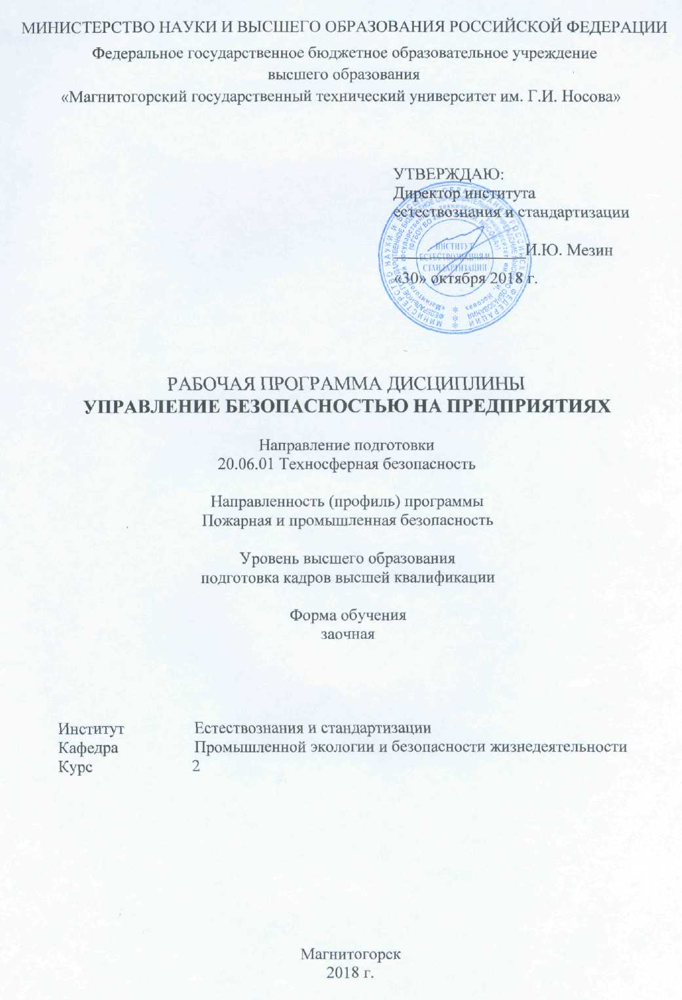 МИНИСТЕРСТВО НАУКИ И ВЫСШЕГО ОБРАЗОВАНИЯ РОССИЙСКОЙ ФЕДЕРАЦИИ
Федеральное государственное бюджетное образовательное учреждение
высшего образования
«Магнитогорский государственный технический университет им. Г.И. Носова»
УТВЕРЖДАЮ:
Директор института
естествознания и стандартизации
И.Ю. Мезин
«30» октября 2018 г.
ИНСТИТУТ
ЕСТЕСТВОЗНАНИЯ И
СТАНДАРТИЗАЦИИ
РАБОЧАЯ ПРОГРАММА ДИСЦИПЛИНЫ
УПРАВЛЕНИЕ БЕЗОПАСНОСТЬЮ НА ПРЕДПРИЯТИЯХ
Направление подготовки
20.06.01 Техносферная безопасность
Направленность (профиль) программы
Пожарная и промышленная безопасность
Уровень высшего образования
подготовка кадров высшей квалификации
Форма обучения
заочная
Институт Естествознания и стандартизации
Кафедра Промышленной экологии и безопасности жизнедеятельности
Курс 2
Магнитогорск
2018 г.